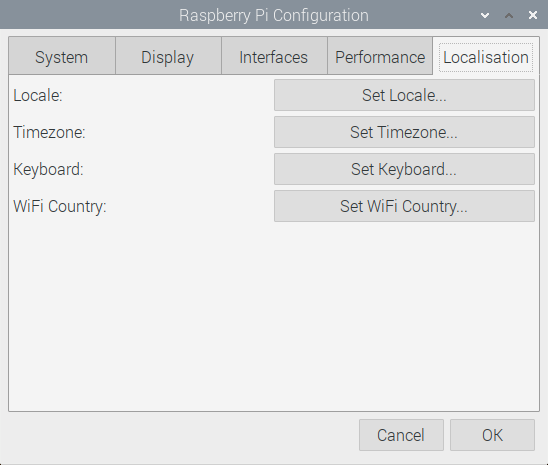 Raspberry Pi Configuration
System Display Interfaces Performance Localisation
Locale: Set Locale...
Timezone: Set Timezone...
Keyboard: Set Keyboard...
WiFi Country: Set WiFi Country...
Cancel OK